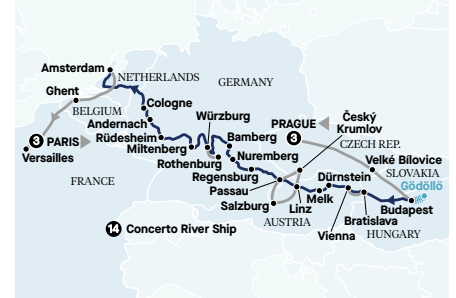 Amsterdam
NETHERLANDS
GERMANY
Ghent
Cologne
BELGIUM
Würzburg
Český
Krumlov
Andernach
PRAGUE
3
3 PARIS
Rüdesheim
Bamberg
CZECH REP.
Versailles
Miltenberg
Nuremberg
Velké Bílovice
Rothenburg
Regensburg
Dürnstein
SLOVAKIA
FRANCE
Passau
Gödöllő
Salzburg
Linz
Melk
Budapest
AUSTRIA
Bratislava
14 Concerto River Ship
Vienna
HUNGARY